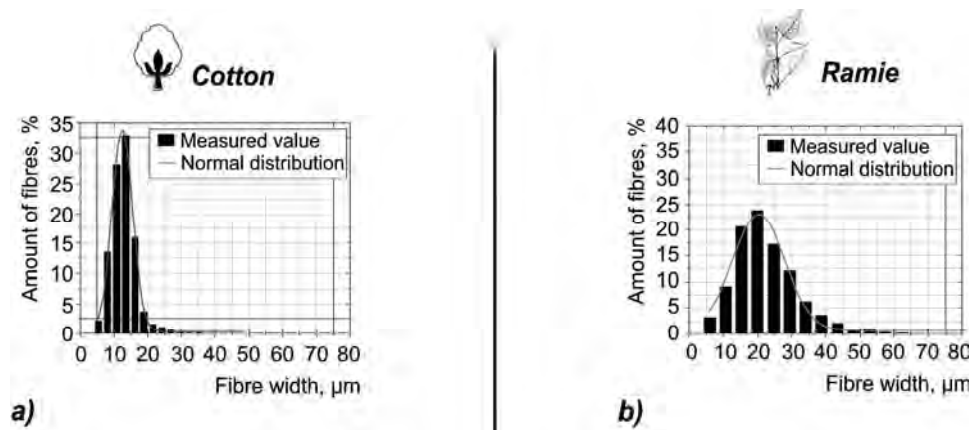 Cotton
35
30
25
20
15
10
5
0
Amount of fibres, %
Measured value
Normal distribution
0 10 20 30 40 50 60 70 80
Fibre width, µm
a)
Ramie
40
35
30
25
20
15
10
5
0
Amount of fibres, %
Measured value
Normal distribution
0 10 20 30 40 50 60 70 80
Fibre width, µm
b)